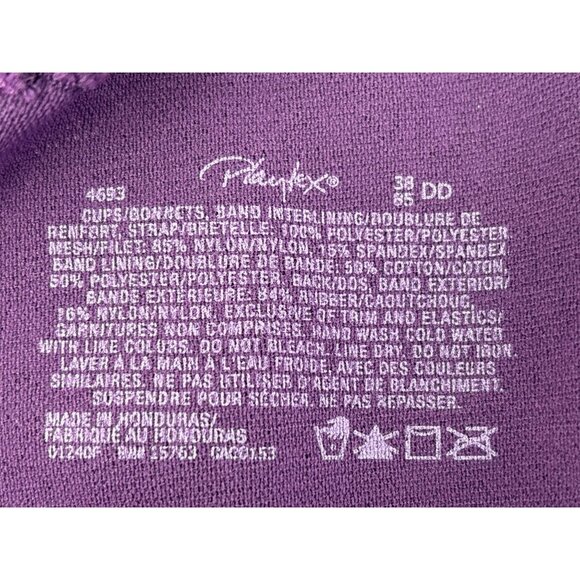 Playtex®
4693
38
85 DD
CUPS/BONNETS, BAND INTERLINING/DOUBLURE DE
RENFORT, STRAP/BRETELLE: 100% POLYESTER/POLYESTER
MESH/FILET: 85% NYLON/NYLON, 15% SPANDEX/SPANDEX
BAND LINING/DOUBLURE DE BANDE: 50% COTTON/COTON,
50% POLYESTER/POLYESTER, BACK/DOS, BAND EXTERIOR/
BANDE EXTERIEURE: 84% RUBBER/CAOUTCHOUC,
16% NYLON/NYLON, EXCLUSIVE OF TRIM AND ELASTICS/
GARNITURES NON COMPRISES. HAND WASH COLD WATER
WITH LIKE COLORS. DO NOT BLEACH. LINE DRY. DO NOT IRON.
LAVER À LA MAIN À L'EAU FROIDE, AVEC DES COULEURS
SIMILAIRES. NE PAS UTILISER D'AGENT DE BLANCHIMENT.
SUSPENDRE POUR SÉCHER. NE PAS REPASSER.
MADE IN HONDURAS/
FABRIQUÉ AU HONDURAS
01240F RN# 15763 CA00153